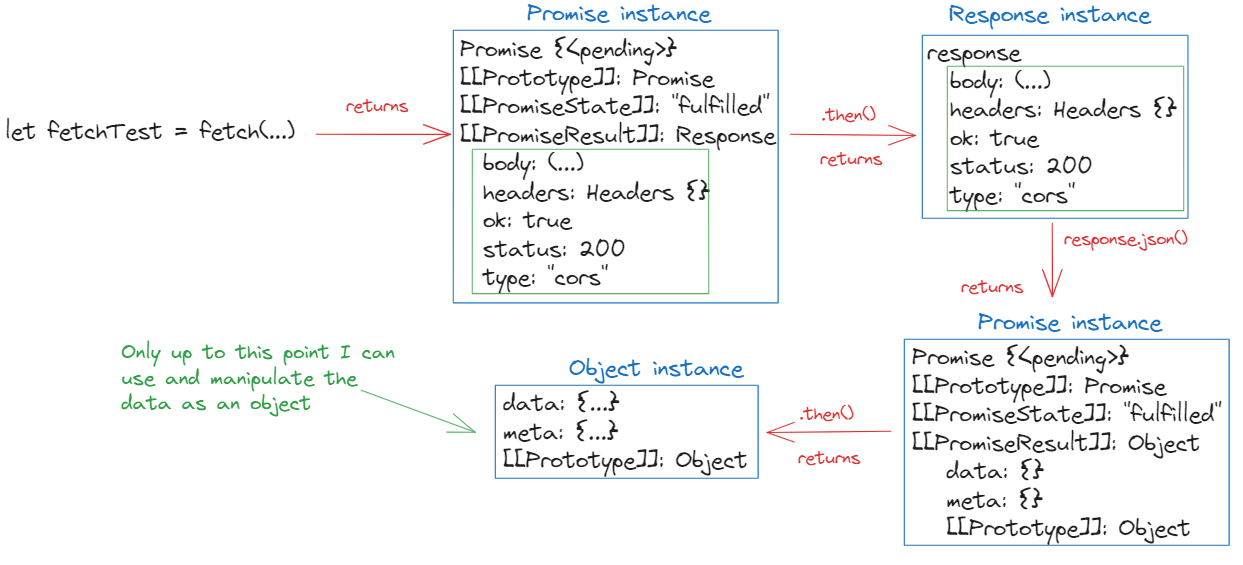 let fetchTest = fetch(...)
returns
Promise instance
Promise {<pending>}
[[Prototype]]: Promise
[[PromiseState]]: "fulfilled"
[[PromiseResult]]: Response
body: (...)
headers: Headers {}
ok: true
status: 200
type: "cors"
.then()
returns
Response instance
response
body: (...)
headers: Headers {}
ok: true
status: 200
type: "cors"
response.json()
returns
Promise instance
Promise {<pending>}
[[Prototype]]: Promise
[[PromiseState]]: "fulfilled"
[[PromiseResult]]: Object
data: {}
meta: {}
[[Prototype]]: Object
.then()
returns
Object instance
data: {...}
meta: {...}
[[Prototype]]: Object
Only up to this point I can
use and manipulate the
data as an object